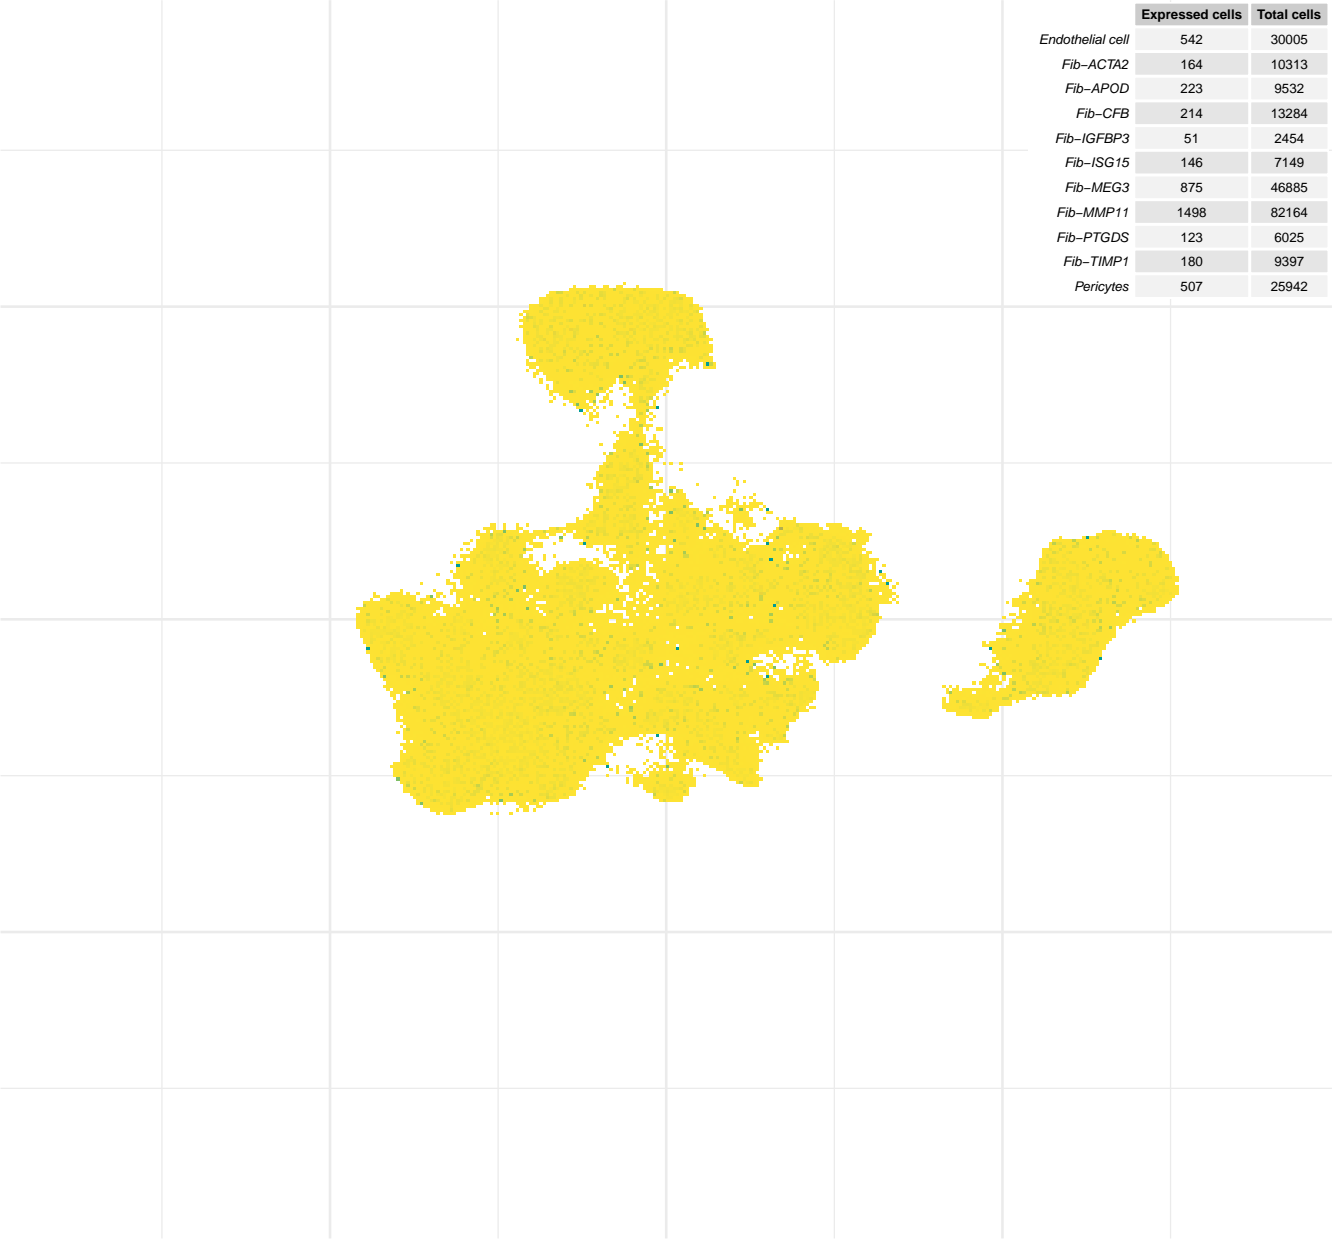 Expressed cells Total cells
Endothelial cell 542 30005
Fib−ACTA2 164 10313
Fib−APOD 223 9532
Fib−CFB 214 13284
Fib−IGFBP3 51 2454
Fib−ISG15 146 7149
Fib−MEG3 875 46885
Fib−MMP11 1498 82164
Fib−PTGDS 123 6025
Fib−TIMP1 180 9397
Pericytes 507 25942